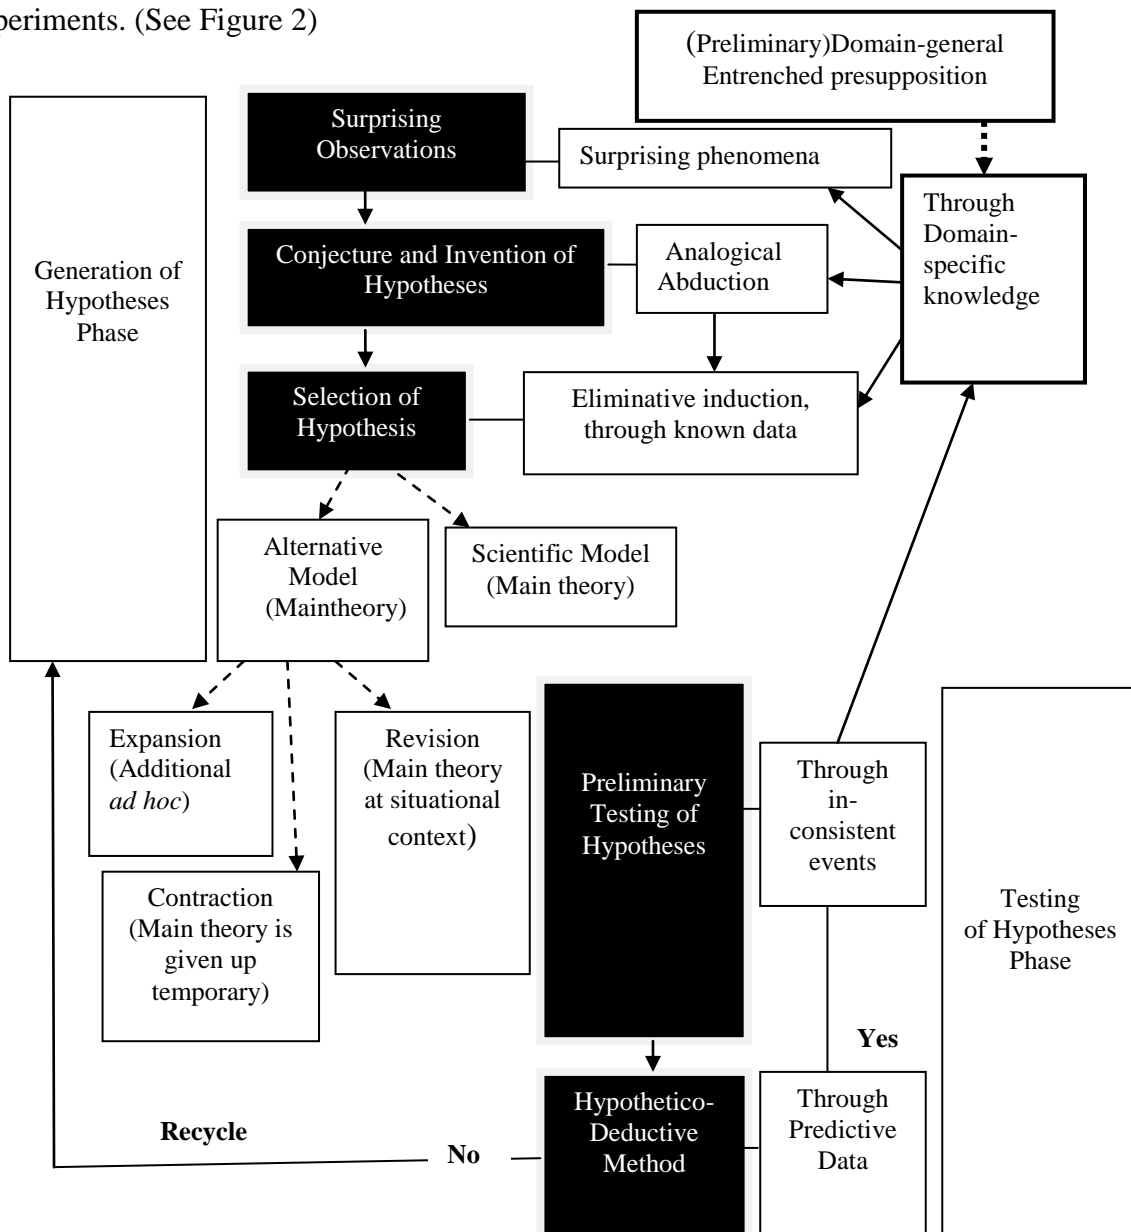 periments. (See Figure 2)
(Preliminary)Domain-general
Entrenched presupposition
Surprising
Observations
Surprising phenomena
Through
Domain-
specific
knowledge
Generation of
Hypotheses
Phase
Conjecture and Invention of
Hypotheses
Analogical
Abduction
Selection of
Hypothesis
Eliminative induction,
through known data
Alternative
Model
(Maintheory)
Scientific Model
(Main theory)
Expansion
(Additional
ad hoc)
Revision
(Main theory
at situational
context)
Contraction
(Main theory is
given up
temporary)
Preliminary
Testing of
Hypotheses
Through
in-
consistent
events
Testing
of Hypotheses
Phase
Yes
Hypothetico-
Deductive
Method
Through
Predictive
Data
Recycle
No